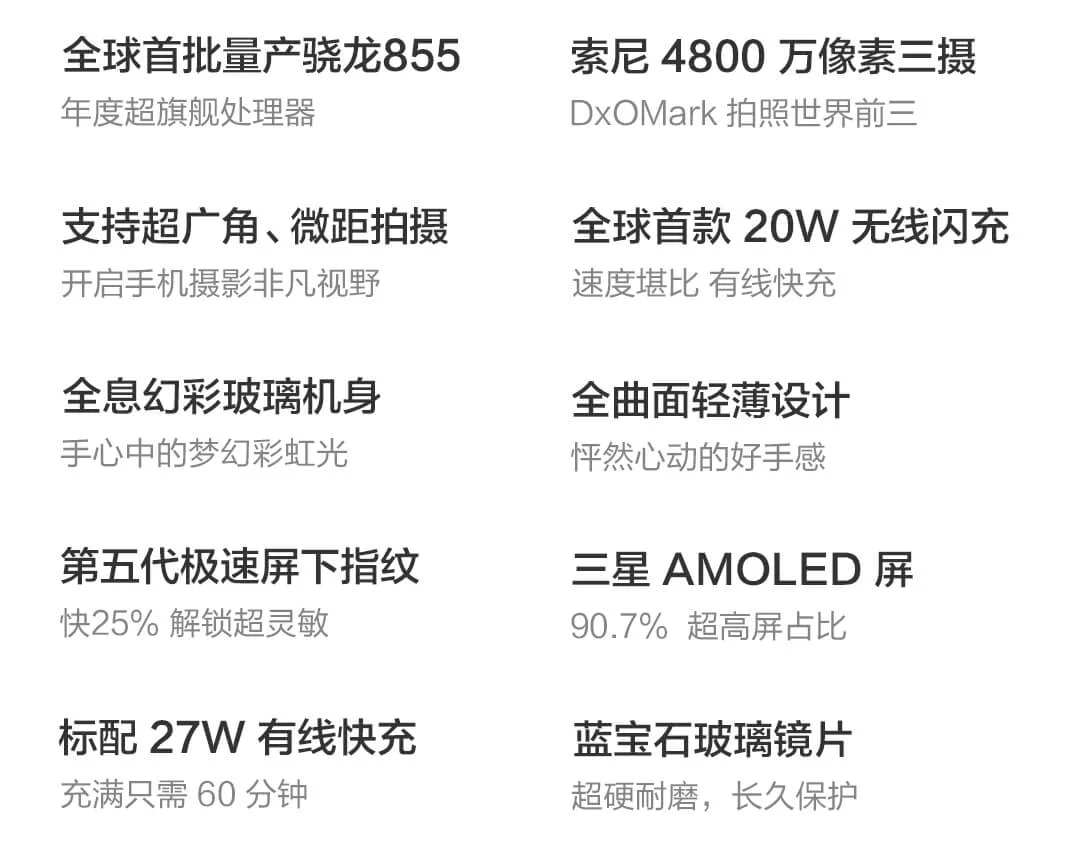 全球首批量产骁龙855
年度超旗舰处理器
索尼 4800 万像素三摄
DxOMark 拍照世界前三
支持超广角、微距拍摄
开启手机摄影非凡视野
全球首款 20W 无线闪充
速度堪比 有线快充
全息幻彩玻璃机身
手心中的梦幻彩虹光
全曲面轻薄设计
怦然心动的好手感
第五代极速屏下指纹
快25% 解锁超灵敏
三星 AMOLED 屏
90.7% 超高屏占比
标配 27W 有线快充
充满只需 60 分钟
蓝宝石玻璃镜片
超硬耐磨，长久保护